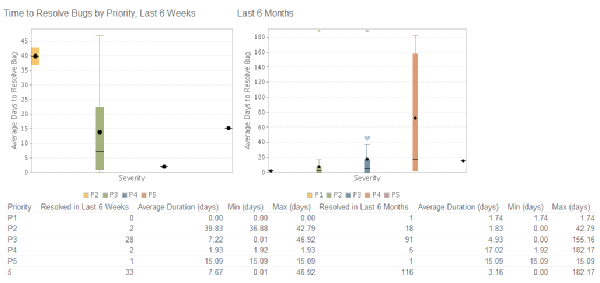 Time to Resolve Bugs by Priority, Last 6 Weeks
Last 6 Months
Average Days to Resolve Bug
45
40
35
30
25
20
15
10
5
0
Severity
P2 P3 P4 P5
Average Days to Resolve Bug
180
160
140
120
100
80
60
40
20
0
Severity
P1 P2 P3 P4 P5
Priority Resolved in Last 6 Weeks Average Duration (days) Min (days) Max (days) Resolved in Last 6 Months Average Duration (days) Min (days) Max (days)
P1 0 0.00 0.00 0.00 1 1.74 1.74 1.74
P2 2 39.83 36.88 42.79 18 1.83 0.00 42.79
P3 28 7.22 0.01 46.92 91 4.93 0.00 155.16
P4 2 1.93 1.92 1.93 5 17.02 1.92 182.17
P5 1 15.09 15.09 15.09 1 15.09 15.09 15.09
5 33 7.67 0.01 46.92 116 3.16 0.00 182.17